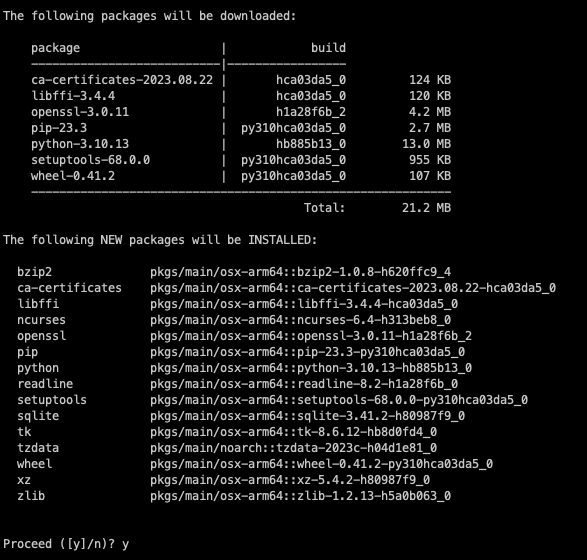 The following packages will be downloaded:
package | build
---------------------------|-----------------
ca-certificates-2023.08.22 | hca03da5_0 124 KB
libffi-3.4.4 | hca03da5_0 120 KB
openssl-3.0.11 | h1a28f6b_2 4.2 MB
pip-23.3 | py310hca03da5_0 2.7 MB
python-3.10.13 | hb885b13_0 13.0 MB
setuptools-68.0.0 | py310hca03da5_0 955 KB
wheel-0.41.2 | py310hca03da5_0 107 KB
------------------------------------------------------------
Total: 21.2 MB
The following NEW packages will be INSTALLED:
bzip2 pkgs/main/osx-arm64::bzip2-1.0.8-h620ffc9_4
ca-certificates pkgs/main/osx-arm64::ca-certificates-2023.08.22-hca03da5_0
libffi pkgs/main/osx-arm64::libffi-3.4.4-hca03da5_0
ncurses pkgs/main/osx-arm64::ncurses-6.4-h313beb8_0
openssl pkgs/main/osx-arm64::openssl-3.0.11-h1a28f6b_2
pip pkgs/main/osx-arm64::pip-23.3-py310hca03da5_0
python pkgs/main/osx-arm64::python-3.10.13-hb885b13_0
readline pkgs/main/osx-arm64::readline-8.2-h1a28f6b_0
setuptools pkgs/main/osx-arm64::setuptools-68.0.0-py310hca03da5_0
sqlite pkgs/main/osx-arm64::sqlite-3.41.2-h80987f9_0
tk pkgs/main/osx-arm64::tk-8.6.12-hb8d0fd4_0
tzdata pkgs/main/noarch::tzdata-2023c-h04d1e81_0
wheel pkgs/main/osx-arm64::wheel-0.41.2-py310hca03da5_0
xz pkgs/main/osx-arm64::xz-5.4.2-h80987f9_0
zlib pkgs/main/osx-arm64::zlib-1.2.13-h5a0b063_0
Proceed ([y]/n)? y